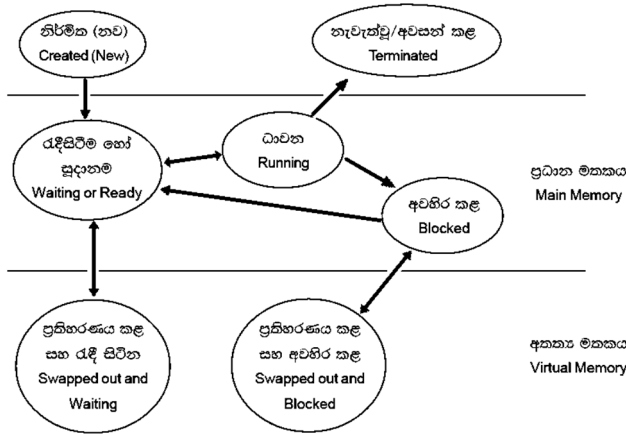 නිර්මිත (නව)
Created (New)
නැවැත්වූ/අවසන් කළ
Terminated
රැඳීසිටීම හෝ
සූදානම
Waiting or Ready
ධාවන
Running
අවහිර කළ
Blocked
ප්‍රධාන මතකය
Main Memory
ප්‍රතිහරණය කළ
සහ රැඳී සිටින
Swapped out and
Waiting
ප්‍රතිහරණය කළ
සහ අවහිර කළ
Swapped out and
Blocked
අතත්‍ය මතකය
Virtual Memory